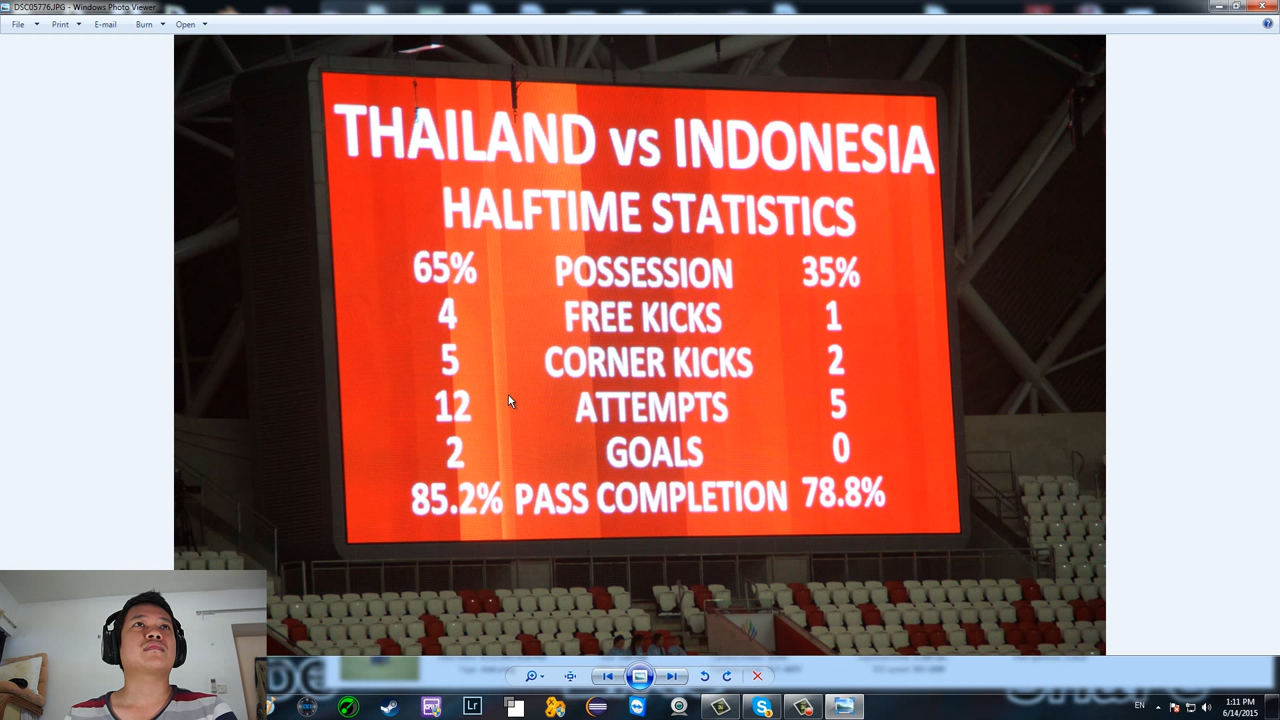 DSC05776.JPG - Windows Photo Viewer
File Print E-mail Burn Open
THAILAND vs INDONESIA
HALFTIME STATISTICS
65% POSSESSION 35%
4 FREE KICKS 1
5 CORNER KICKS 2
12 ATTEMPTS 5
2 GOALS 0
85.2% PASS COMPLETION 78.8%
Lr
EN 1:11 PM
6/14/2015